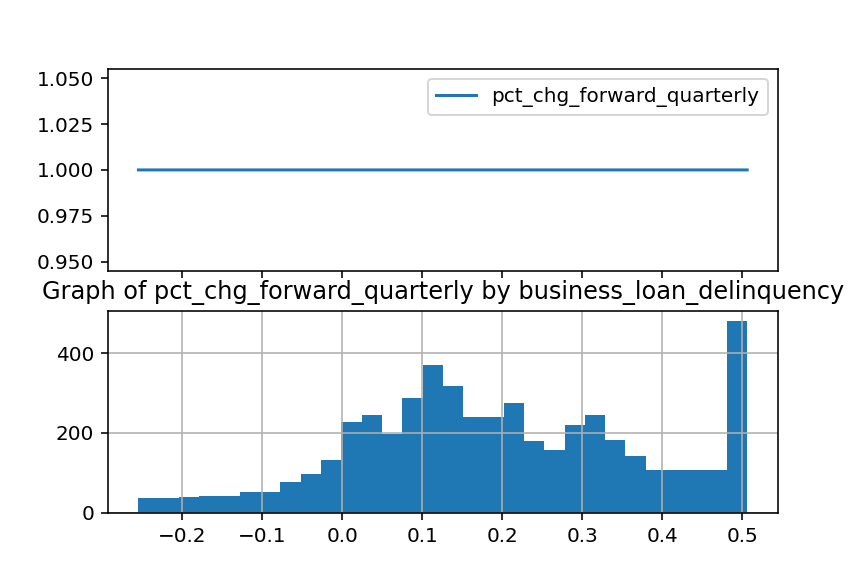 1.050
pct_chg_forward_quarterly
1.025
1.000
0.975
0.950
Graph of pct_chg_forward_quarterly by business_loan_delinquency
400
200
0
−0.2 −0.1 0.0 0.1 0.2 0.3 0.4 0.5